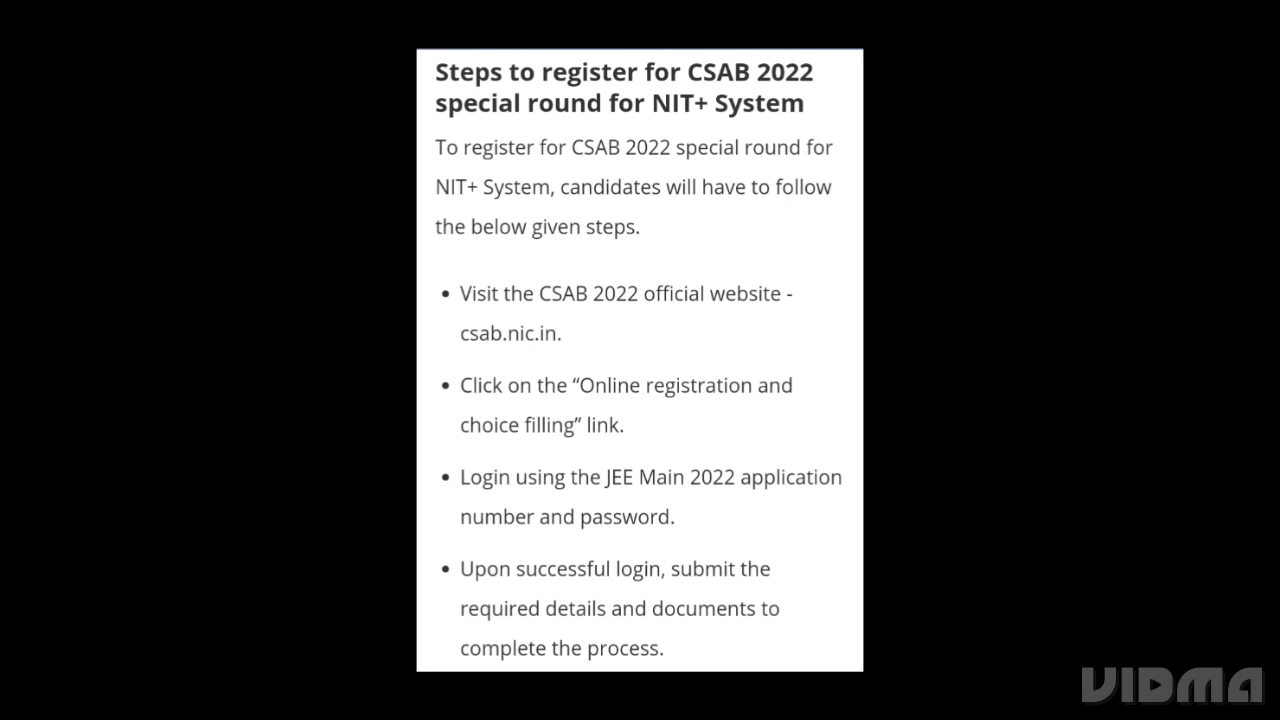 Steps to register for CSAB 2022
special round for NIT+ System
To register for CSAB 2022 special round for
NIT+ System, candidates will have to follow
the below given steps.
• Visit the CSAB 2022 official website -
csab.nic.in.
• Click on the “Online registration and
choice filling” link.
• Login using the JEE Main 2022 application
number and password.
• Upon successful login, submit the
required details and documents to
complete the process.
VIDMA